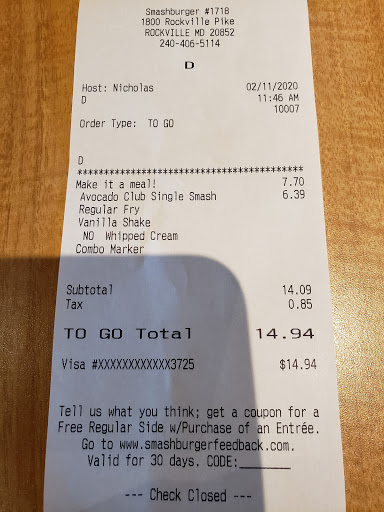 Smashburger #1718
1800 Rockville Pike
ROCKVILLE MD 20852
240-406-5114
D
Host: Nicholas 02/11/2020
D 11:46 AM
10007
Order Type: TO GO
D
******************************************
Make it a meal! 7.70
Avocado Club Single Smash 6.39
Regular Fry
Vanilla Shake
NO Whipped Cream
Combo Marker
Subtotal 14.09
Tax 0.85
TO GO Total 14.94
Visa #XXXXXXXXXXXX3725 $14.94
Tell us what you think; get a coupon for a
Free Regular Side w/Purchase of an Entrée.
Go to www.smashburgerfeedback.com.
Valid for 30 days. CODE:_______
--- Check Closed ---